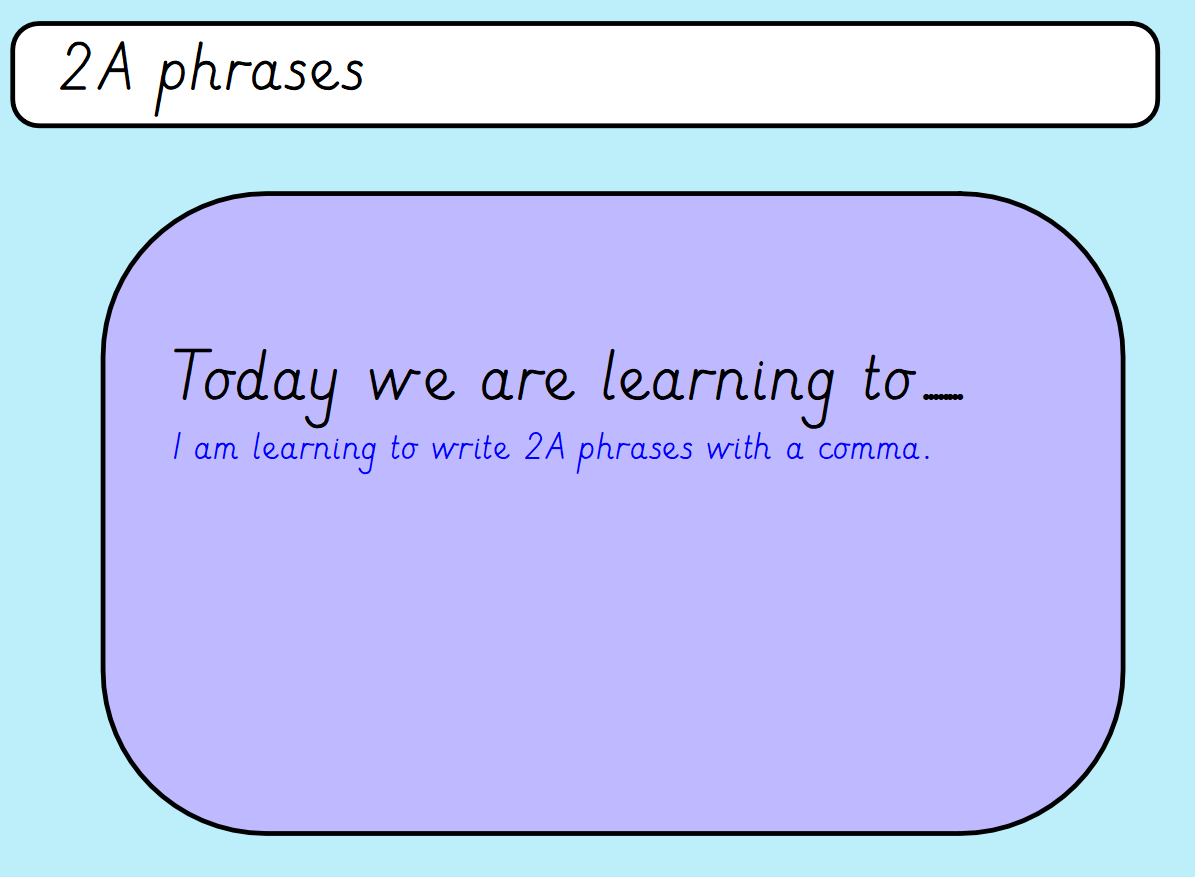 2A phrases
Today we are learning to......
I am learning to write 2A phrases with a comma.